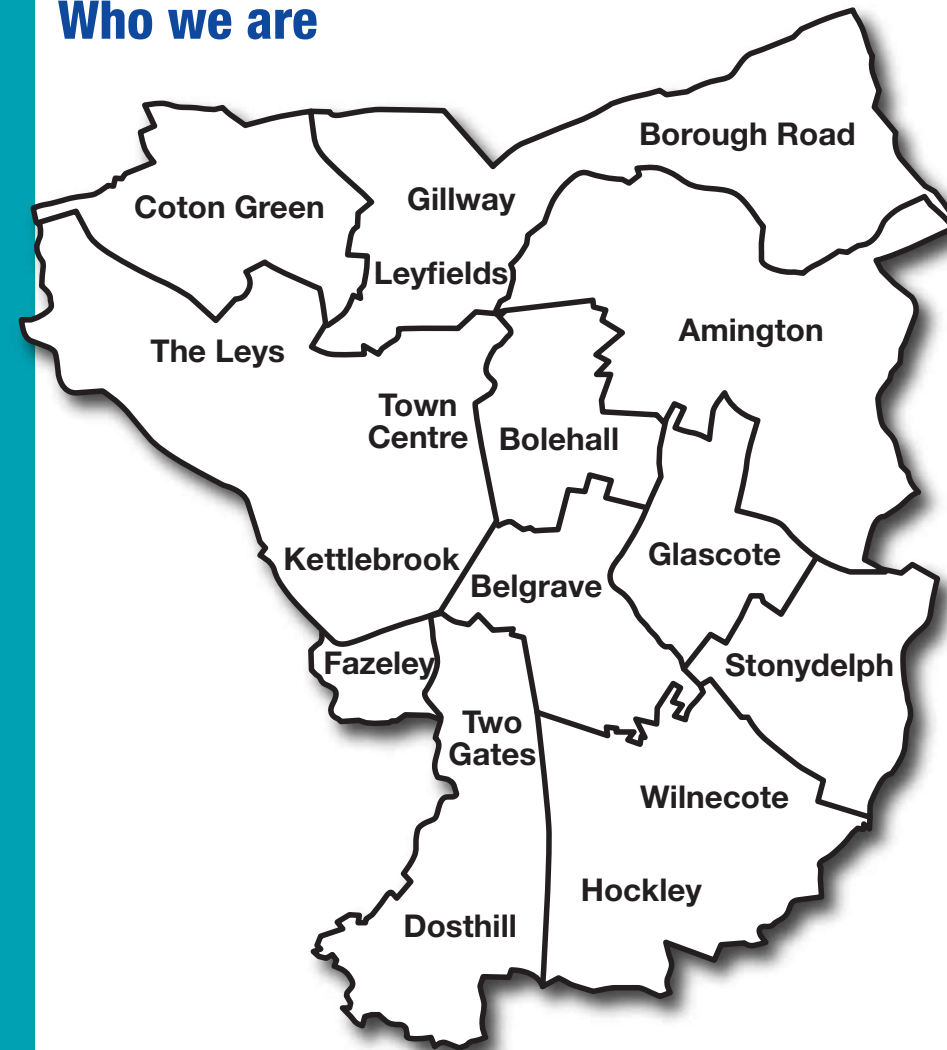 Who we are
Borough Road
Coton Green
Gillway
Leyfields
Amington
The Leys
Town
Centre
Bolehall
Kettlebrook
Glascote
Belgrave
Fazeley
Stonydelph
Two
Gates
Wilnecote
Hockley
Dosthill